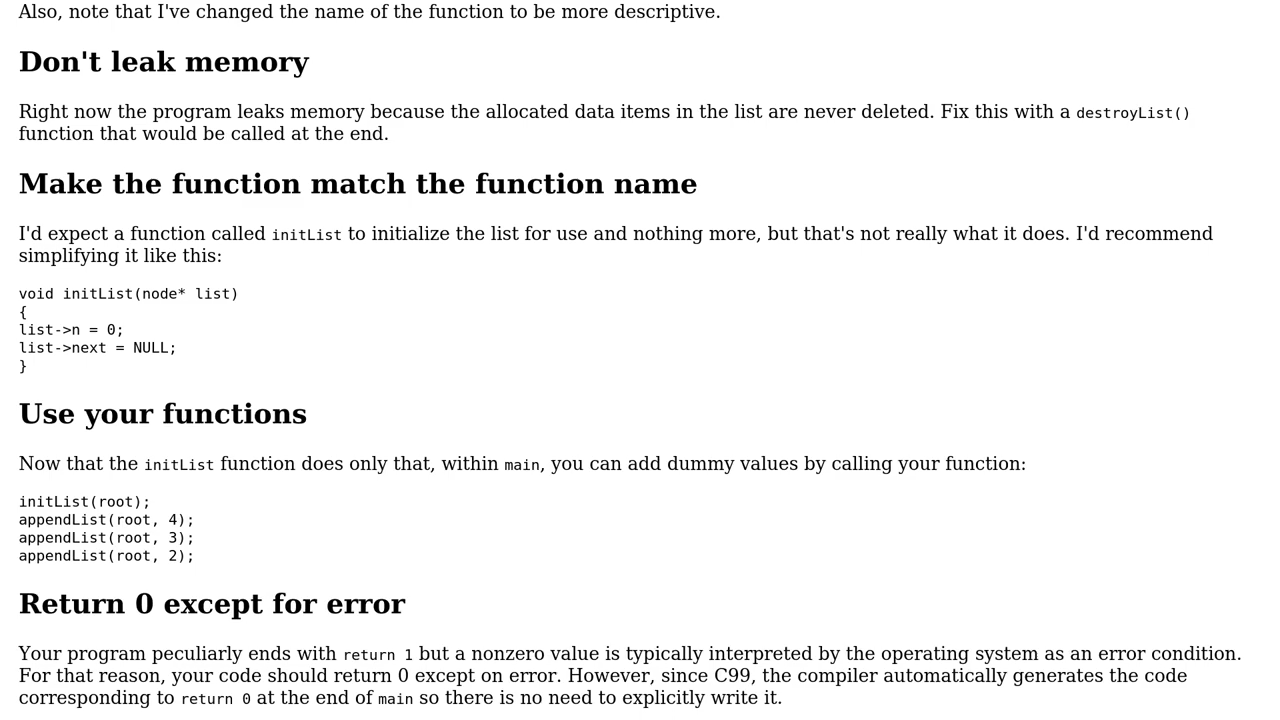 Also, note that I've changed the name of the function to be more descriptive.
Don't leak memory
Right now the program leaks memory because the allocated data items in the list are never deleted. Fix this with a destroyList()
function that would be called at the end.
Make the function match the function name
I'd expect a function called initList to initialize the list for use and nothing more, but that's not really what it does. I'd recommend
simplifying it like this:
void initList(node* list)
{
list->n = 0;
list->next = NULL;
}
Use your functions
Now that the initList function does only that, within main, you can add dummy values by calling your function:
initList(root);
appendList(root, 4);
appendList(root, 3);
appendList(root, 2);
Return 0 except for error
Your program peculiarly ends with return 1 but a nonzero value is typically interpreted by the operating system as an error condition.
For that reason, your code should return 0 except on error. However, since C99, the compiler automatically generates the code
corresponding to return 0 at the end of main so there is no need to explicitly write it.